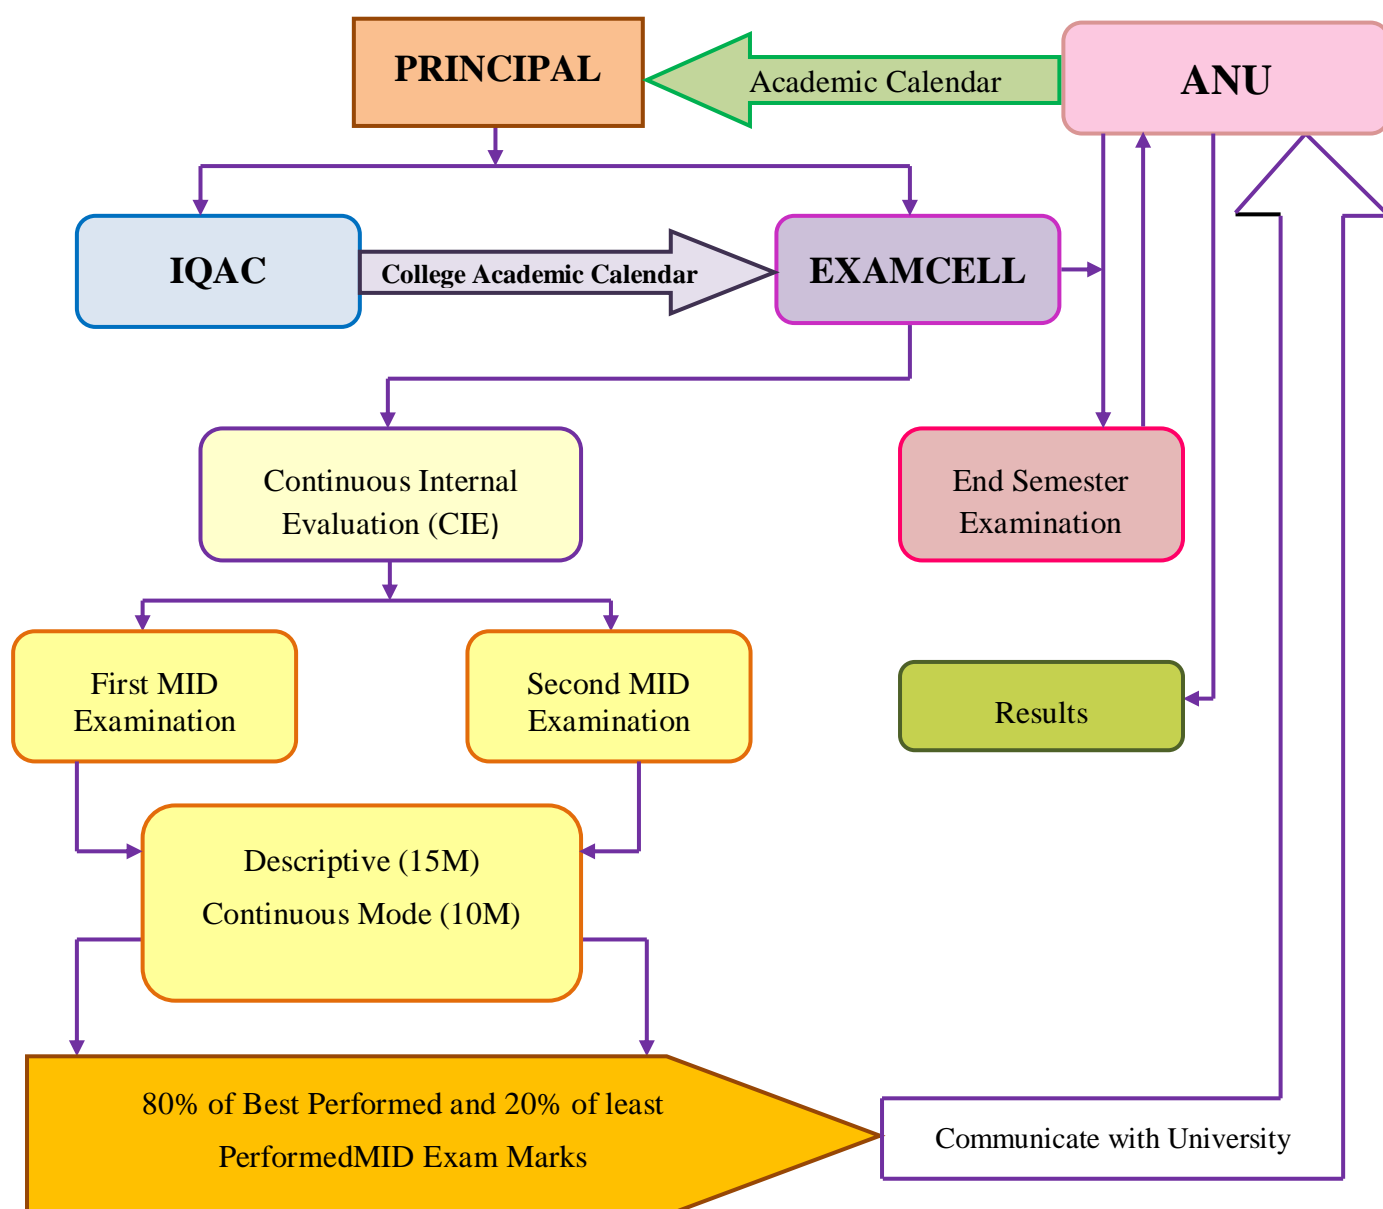 PRINCIPAL
Academic Calendar
ANU
IQAC
College Academic Calendar
EXAMCELL
Continuous Internal
Evaluation (CIE)
End Semester
Examination
First MID
Examination
Second MID
Examination
Results
Descriptive (15M)
Continuous Mode (10M)
80% of Best Performed and 20% of least
PerformedMID Exam Marks
Communicate with University